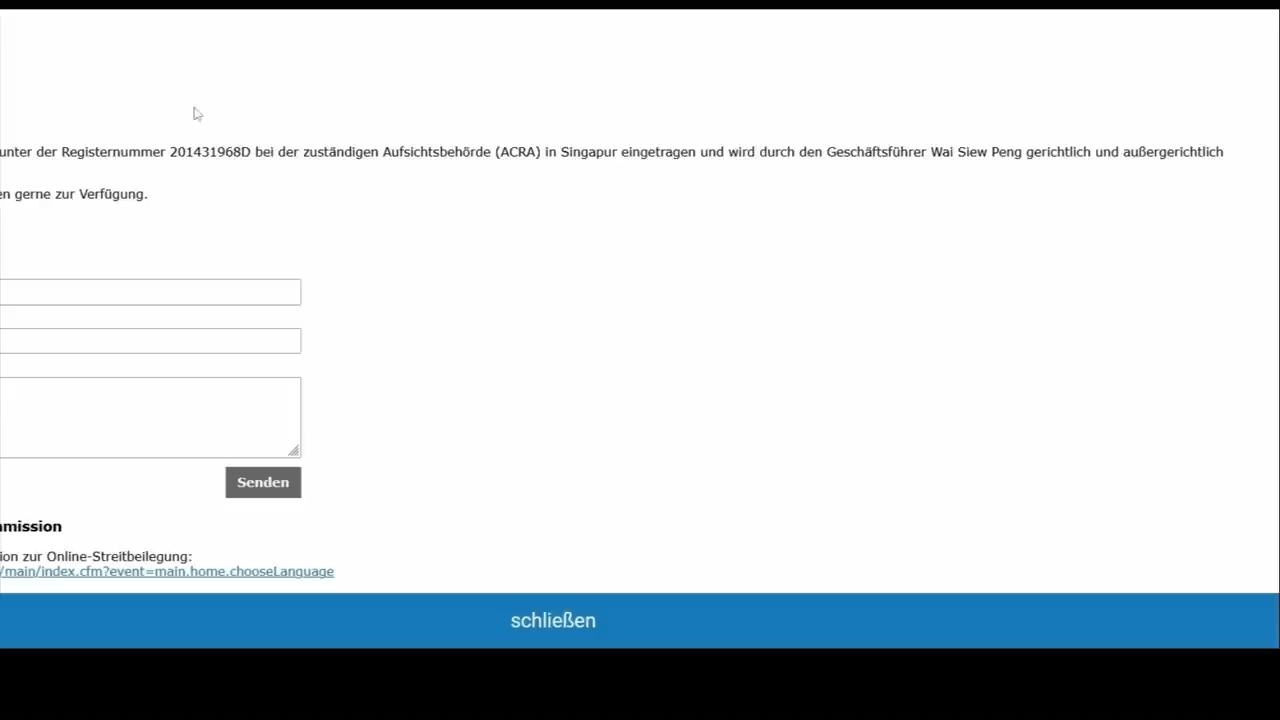 unter der Registernummer 201431968D bei der zuständigen Aufsichtsbehörde (ACRA) in Singapur eingetragen und wird durch den Geschäftsführer Wai Siew Peng gerichtlich und außergerichtlich
en gerne zur Verfügung.
Senden
mission
ion zur Online-Streitbeilegung:
/main/index.cfm?event=main.home.chooseLanguage
schließen